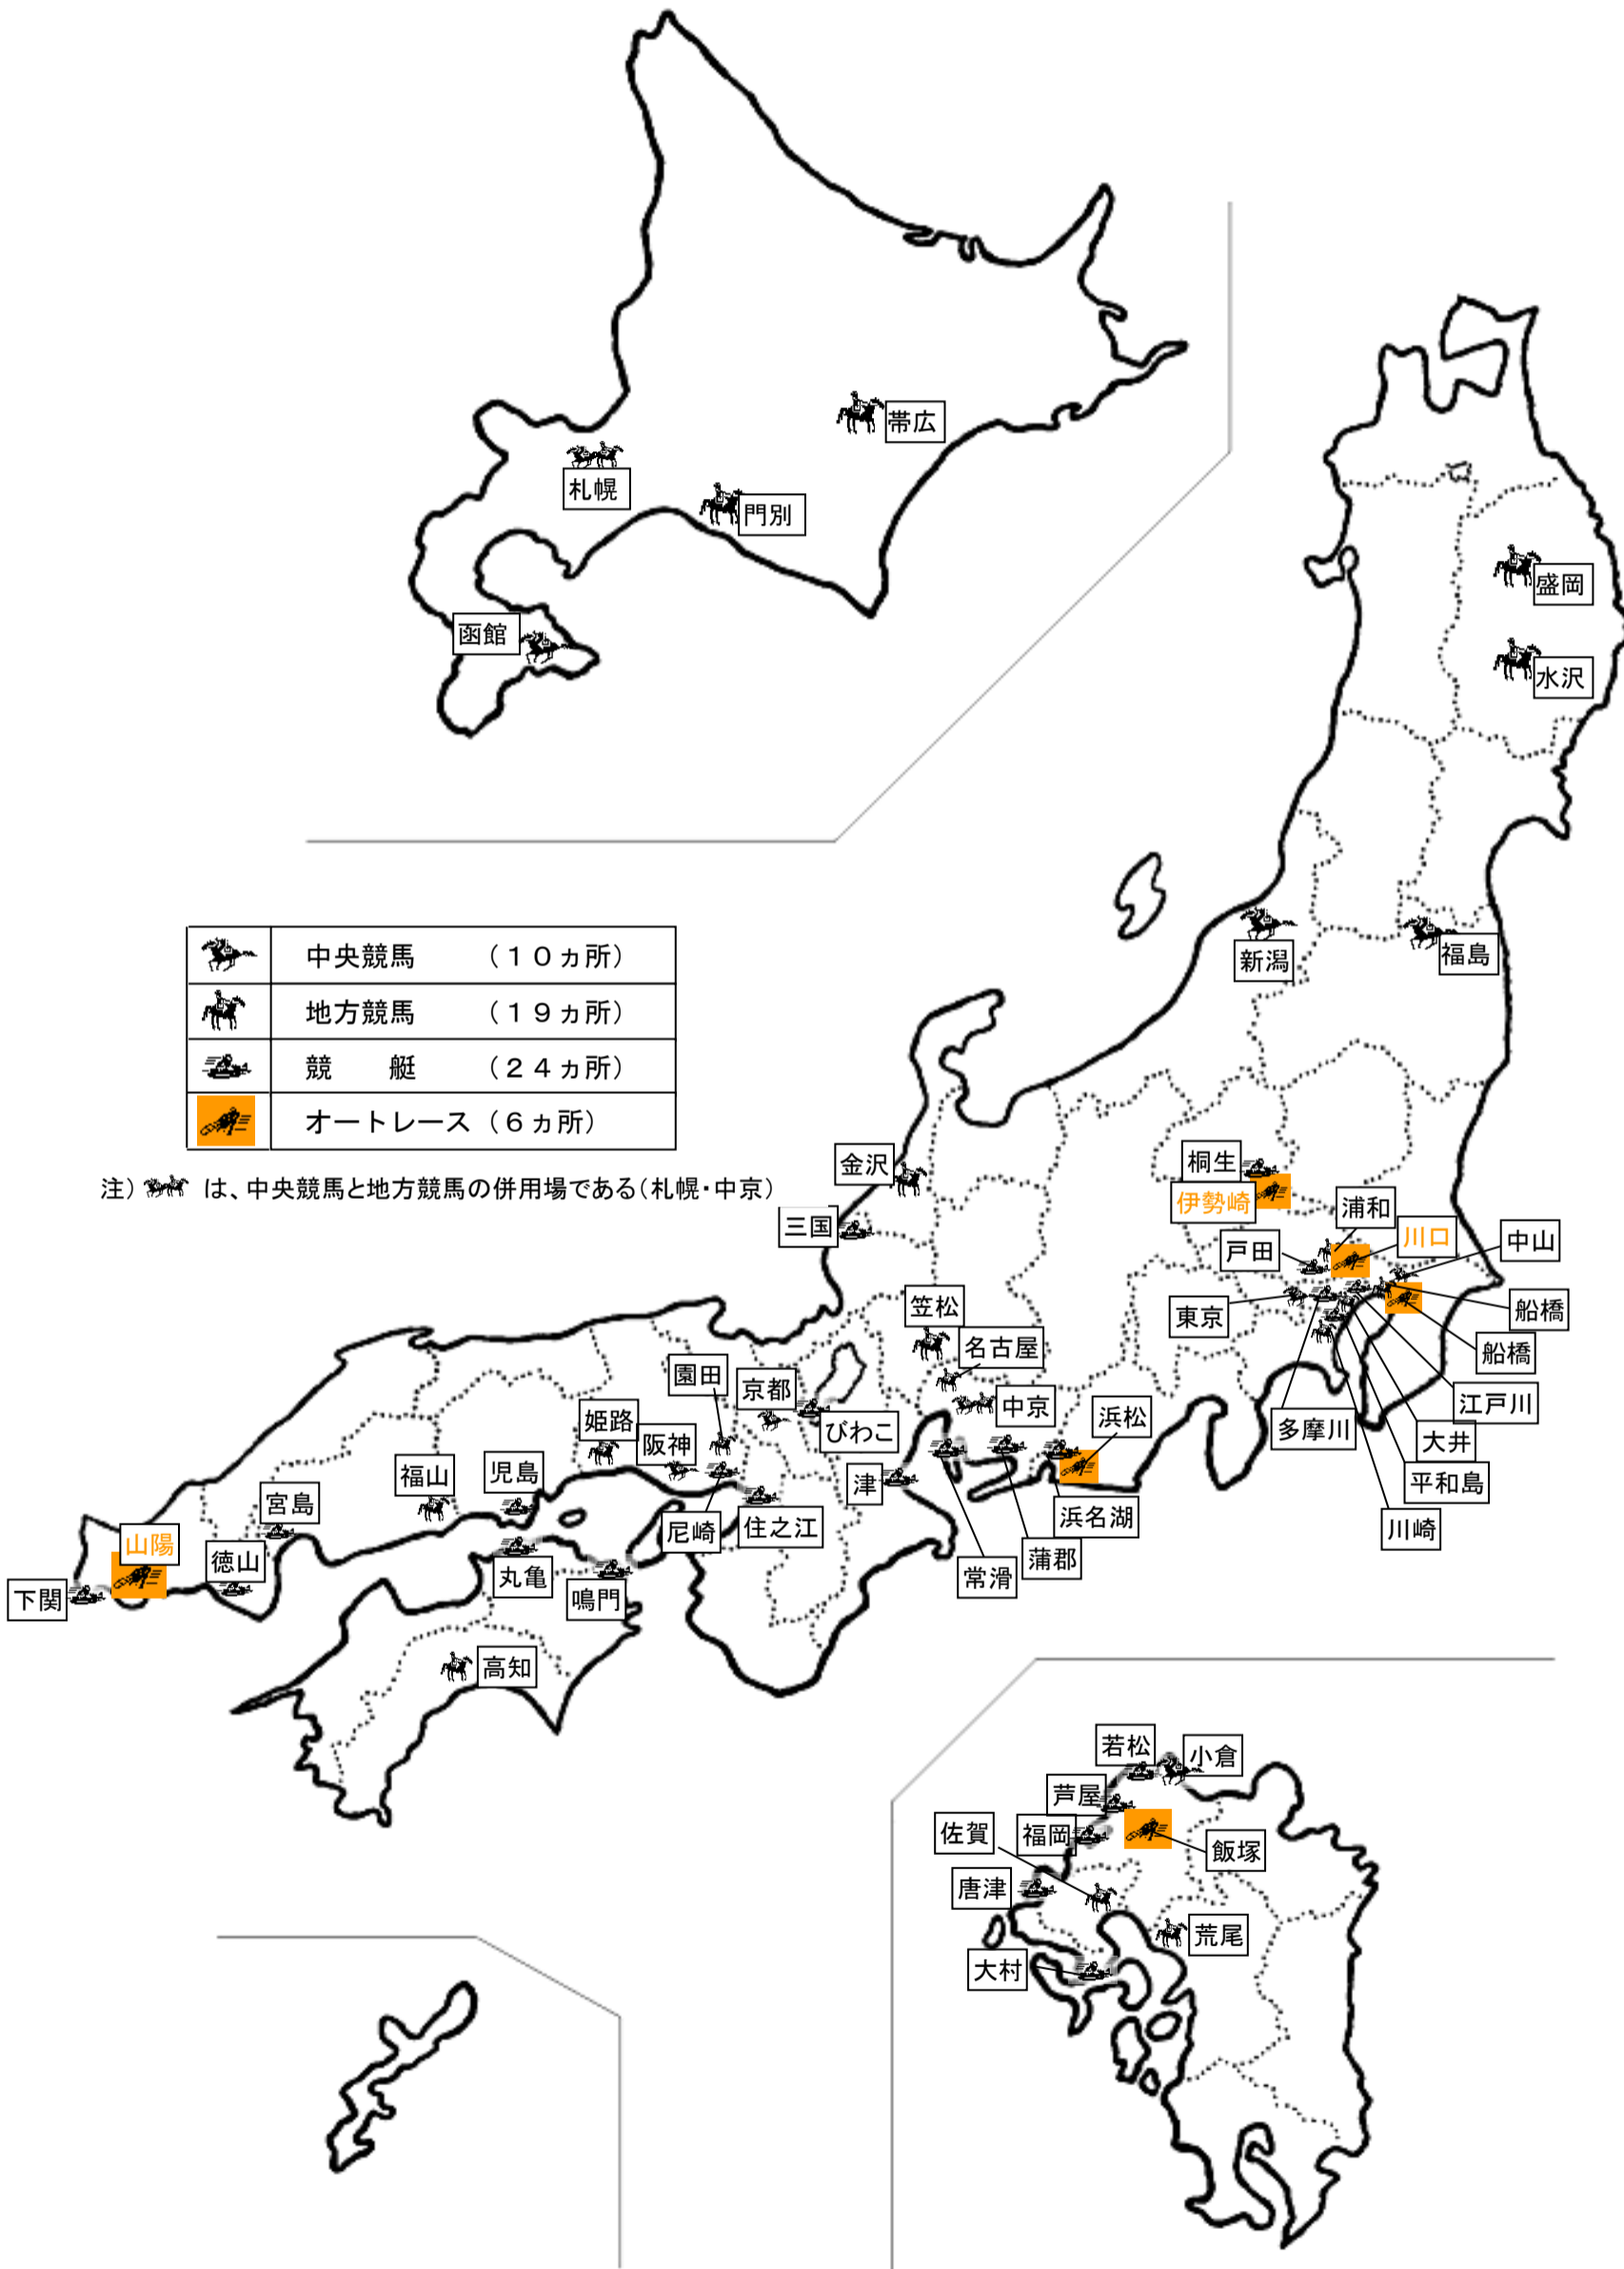 帯広
札幌
門別
函館
盛岡
水沢
新潟
福島
中央競馬 （１０ヵ所）
地方競馬 （１９ヵ所）
競 艇 （２４ヵ所）
オートレース（６ヵ所）
注） は、中央競馬と地方競馬の併用場である（札幌・中京）
金沢
三国
桐生
伊勢崎
浦和
川口
戸田
中山
東京
船橋
船橋
江戸川
多摩川
大井
平和島
川崎
笠松
名古屋
園田
京都
中京
浜松
姫路
阪神
びわこ
福山
児島
津
宮島
尼崎
住之江
浜名湖
山陽
徳山
丸亀
鳴門
常滑
蒲郡
下関
高知
若松
小倉
芦屋
佐賀
福岡
飯塚
唐津
荒尾
大村